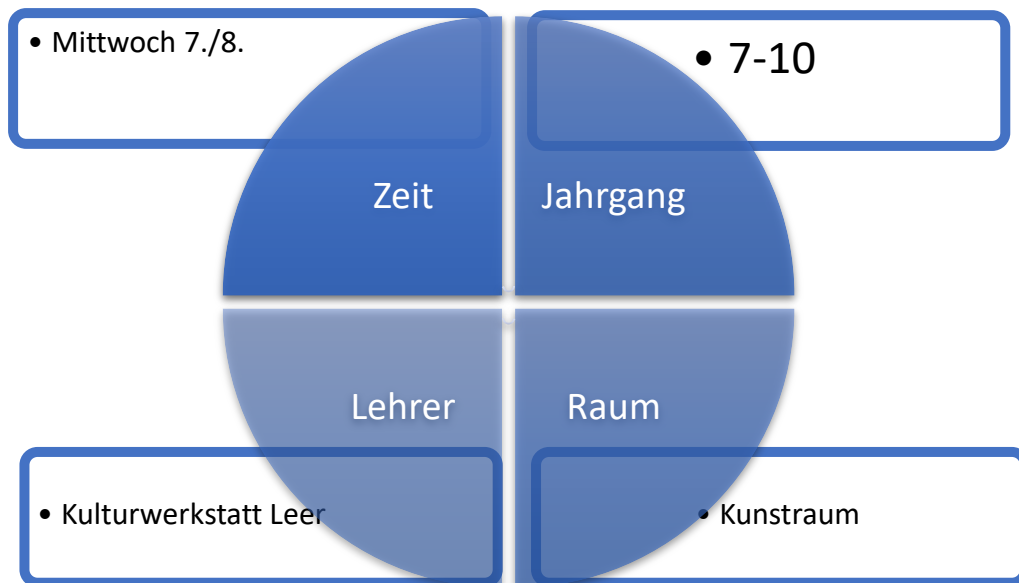 • Mittwoch 7./8.
• 7-10
Zeit
Jahrgang
Lehrer
Raum
• Kulturwerkstatt Leer
• Kunstraum